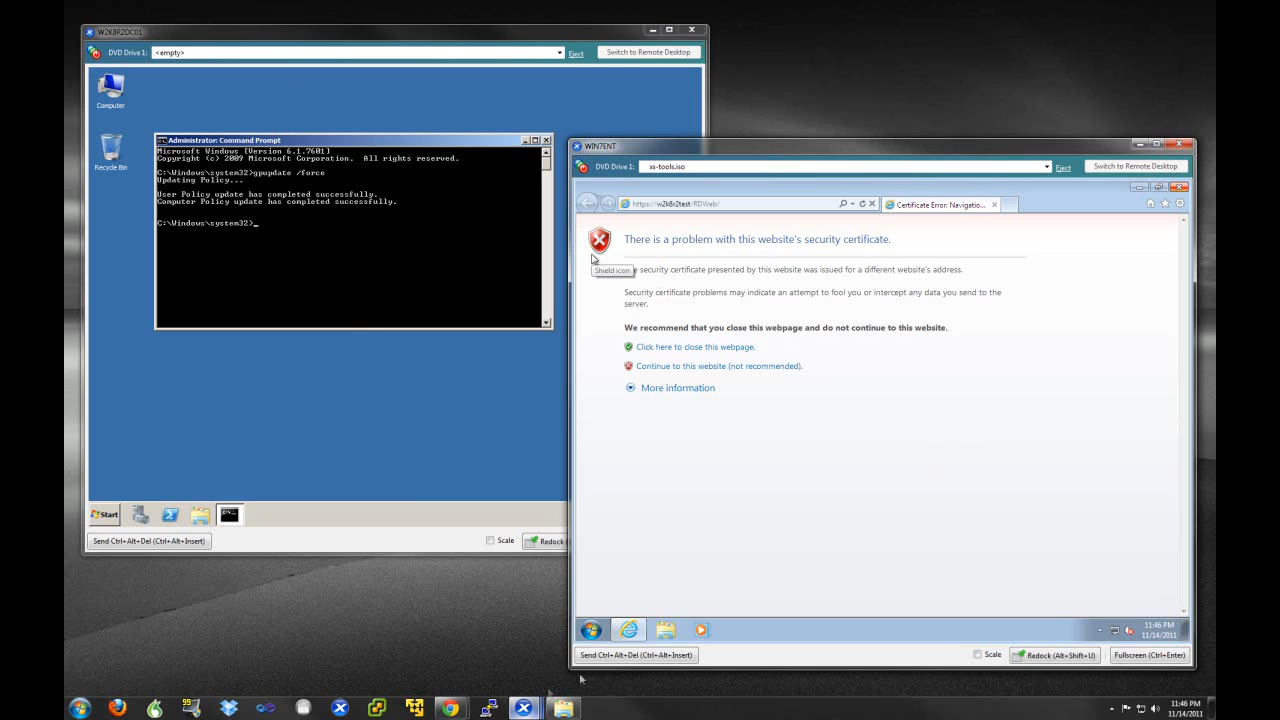 W2K8R2DC01
DVD Drive 1: <empty> Eject Switch to Remote Desktop
Computer
Recycle Bin
Administrator: Command Prompt
Microsoft Windows [Version 6.1.7601]
Copyright (c) 2009 Microsoft Corporation. All rights reserved.
C:\Windows\system32>gpupdate /force
Updating Policy...
User Policy update has completed successfully.
Computer Policy update has completed successfully.
C:\Windows\system32>_
Start
Send Ctrl+Alt+Del (Ctrl+Alt+Insert) Scale Redock (
WIN7ENT
DVD Drive 1: xs-tools.iso Eject Switch to Remote Desktop
https://w2k8r2test/RDWeb/ Certificate Error: Navigatio...
There is a problem with this website's security certificate.
Shield icon
e security certificate presented by this website was issued for a different website's address.
Security certificate problems may indicate an attempt to fool you or intercept any data you send to the
server.
We recommend that you close this webpage and do not continue to this website.
Click here to close this webpage.
Continue to this website (not recommended).
More information
11:46 PM
11/14/2011
Send Ctrl+Alt+Del (Ctrl+Alt+Insert) Scale Redock (Alt+Shift+U) Fullscreen (Ctrl+Enter)
99
11:46 PM
11/14/2011